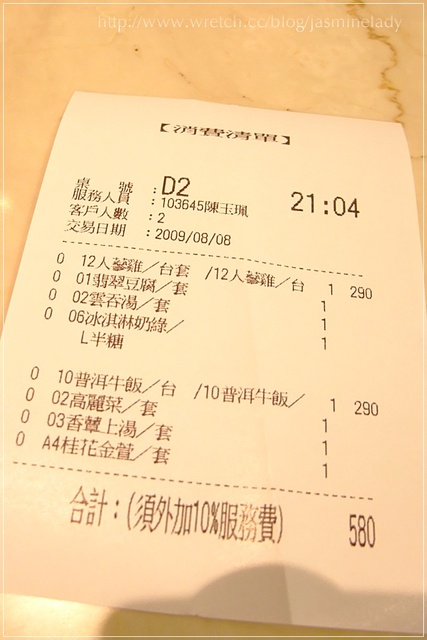 http://www.wretch.cc/blog/jasminelady
【消費清單】
桌 號 :D2 21:04
服務人員 :103645陳玉珮
客戶人數 :2
交易日期 :2009/08/08
0 12人蔘雞/台套 /12人蔘雞/台 1 290
0 01翡翠豆腐/套 1
0 02雲吞湯/套 1
0 06冰淇淋奶綠/ 1
L半糖
0 10普洱牛飯/台 /10普洱牛飯/ 1 290
0 02高麗菜/套 1
0 03香蕈上湯/套 1
0 A4桂花金萱/套 1
合計:(須外加10%服務費) 580